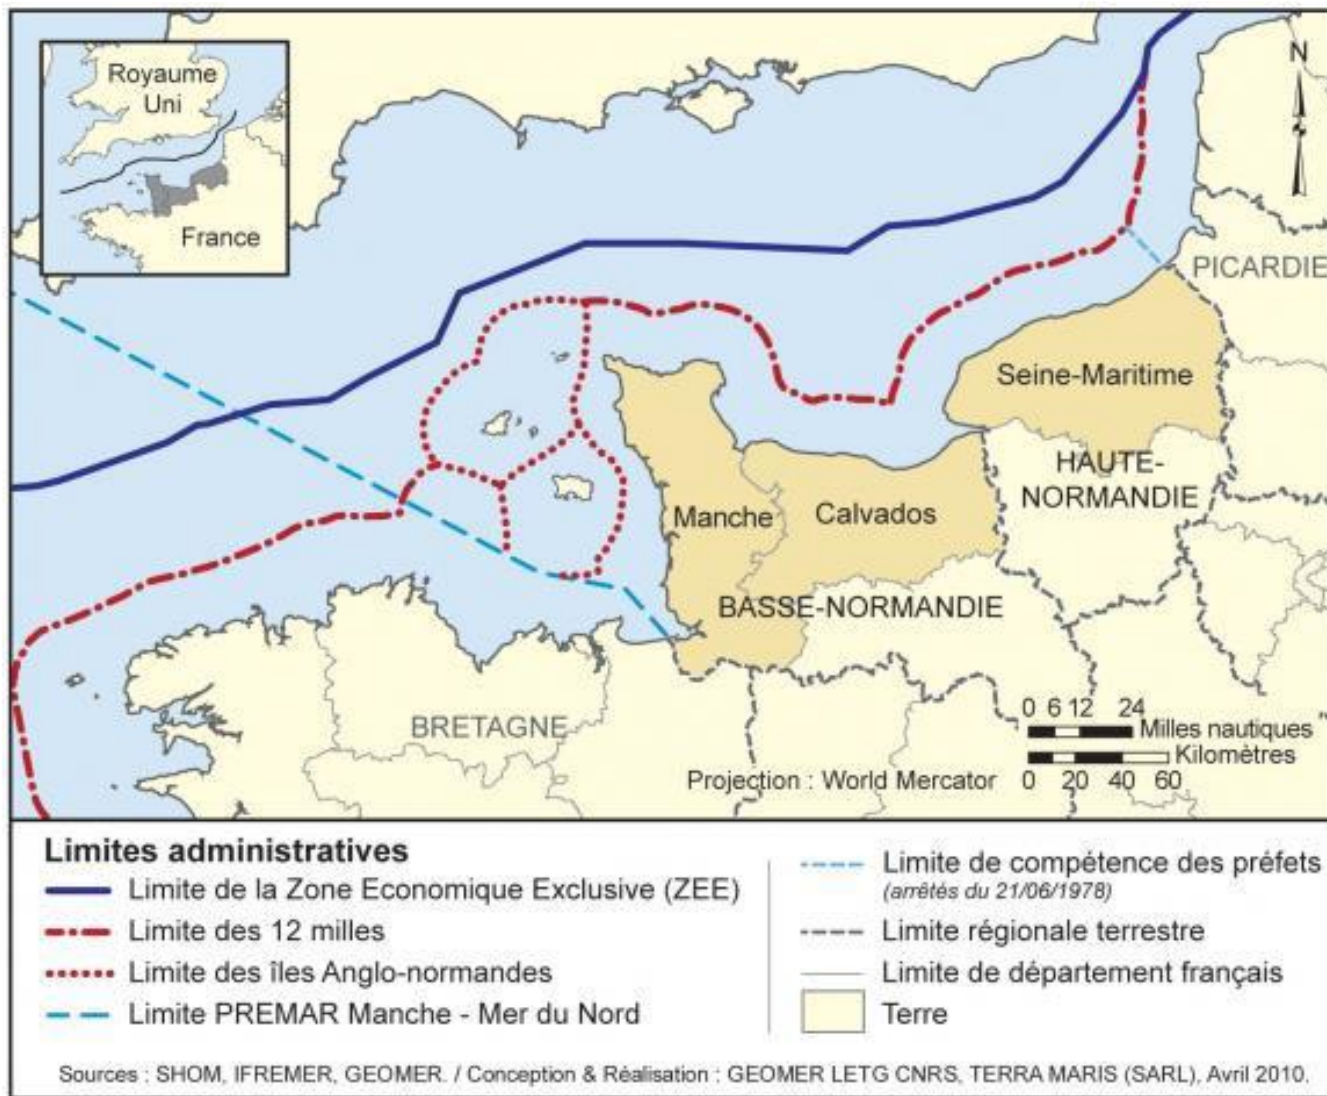 Royaume
Uni
France
N
PICARDIE
Seine-Maritime
HAUTE-
NORMANDIE
Manche
Calvados
BASSE-NORMANDIE
BRETAGNE
0 6 12 24
Milles nautiques
Kilomètres
0 20 40 60
Projection : World Mercator
Limites administratives
Limite de la Zone Economique Exclusive (ZEE)
Limite des 12 milles
Limite des îles Anglo-normandes
Limite PREMAR Manche - Mer du Nord
Limite de compétence des préfets
(arrêtés du 21/06/1978)
Limite régionale terrestre
Limite de département français
Terre
Sources : SHOM, IFREMER, GEOMER. / Conception & Réalisation : GEOMER LETG CNRS, TERRA MARIS (SARL), Avril 2010.